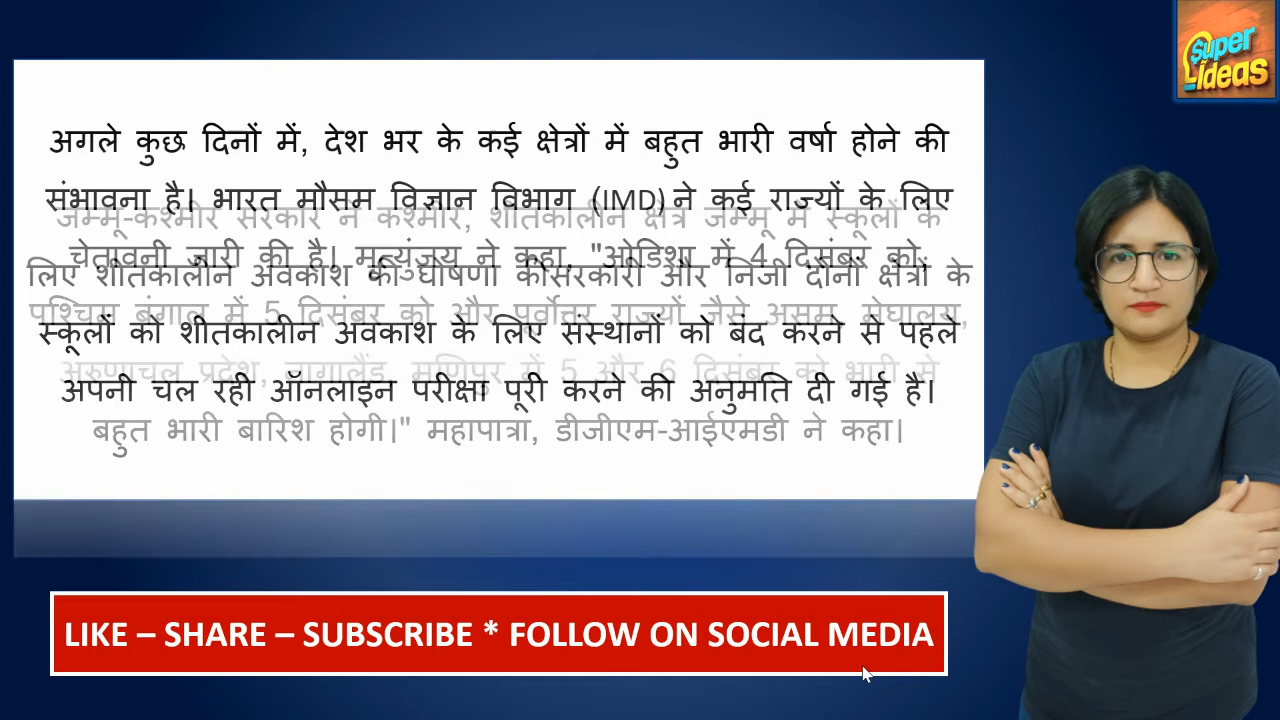 Super
Ideas
अगले कुछ दिनों में, देश भर के कई क्षेत्रों में बहुत भारी वर्षा होने की
संभावना है। भारत मौसम विज्ञान विभाग (IMD) ने कई राज्यों के लिए
जम्मू-कश्मीर सरकार ने कश्मीर, शीतकालीन क्षेत्र जम्मू में स्कूलों के
चेतावनी जारी की है। मृत्युंजय ने कहा, "ओडिशा में 4 दिसंबर को,
लिए शीतकालीन अवकाश की घोषणा कीसरकारी और निजी दोनों क्षेत्रों के
पश्चिम बंगाल में 5 दिसंबर को और पूर्वोत्तर राज्यों जैसे असम, मेघालय,
स्कूलों को शीतकालीन अवकाश के लिए संस्थानों को बंद करने से पहले
अरुणाचल प्रदेश, नागालैंड, मणिपुर में 5 और 6 दिसंबर को भारी से
अपनी चल रही ऑनलाइन परीक्षा पूरी करने की अनुमति दी गई है।
बहुत भारी बारिश होगी।" महापात्रा, डीजीएम-आईएमडी ने कहा।
LIKE – SHARE – SUBSCRIBE * FOLLOW ON SOCIAL MEDIA